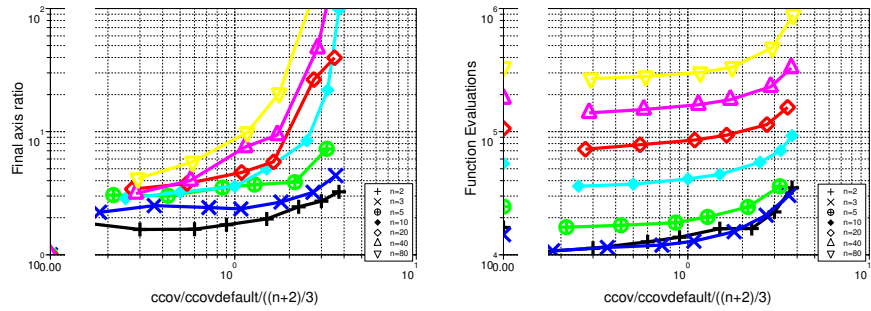 10 2
10 1
10 0
0.00
10 0
10 1
Final axis ratio
ccov/ccovdefault/((n+2)/3)
n=2
n=3
n=5
n=10
n=20
n=40
n=80
10 6
10 5
10 4
0.00
10 0
10 1
Function Evaluations
ccov/ccovdefault/((n+2)/3)
n=2
n=3
n=5
n=10
n=20
n=40
n=80